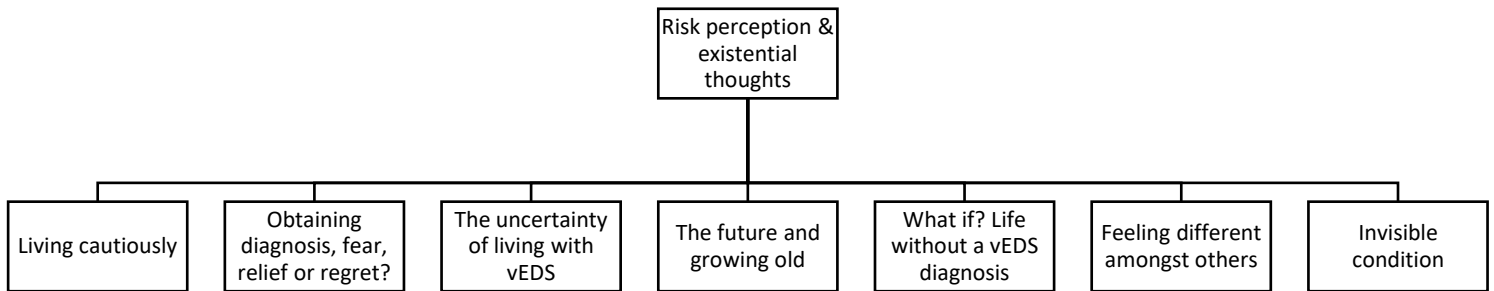 Risk perception &
existential
thoughts
Living cautiously
Obtaining
diagnosis, fear,
relief or regret?
The uncertainty
of living with
vEDS
The future and
growing old
What if? Life
without a vEDS
diagnosis
Feeling different
amongst others
Invisible
condition